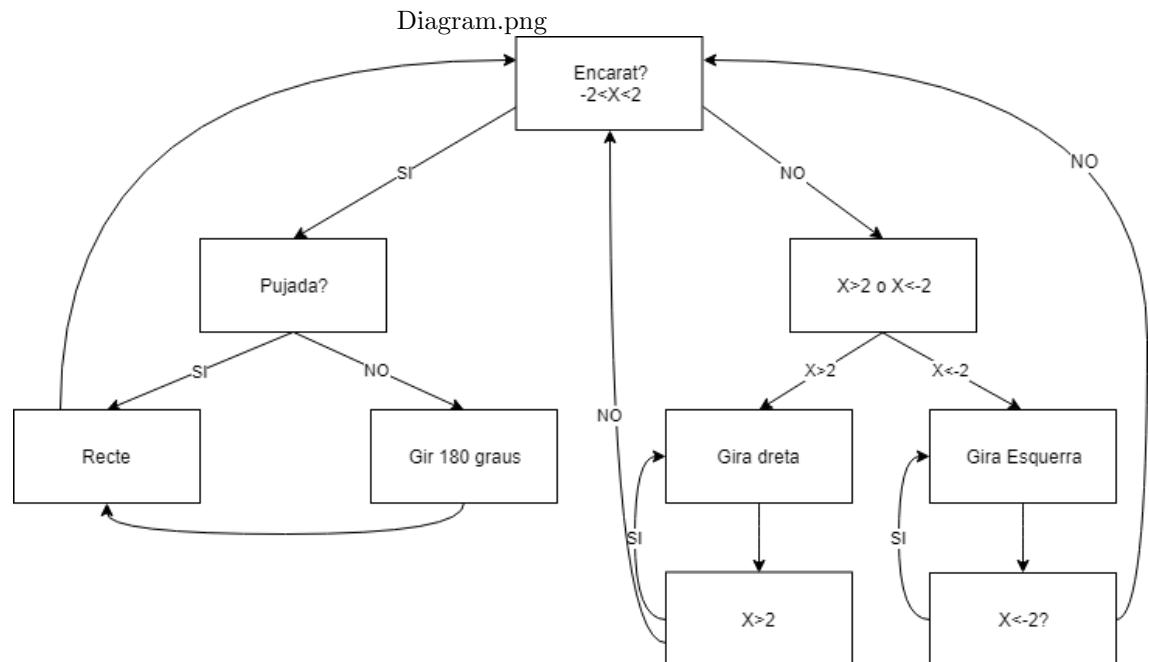 Diagram.png
Encarat?
-2<X<2
SI
NO
NO
Pujada?
X>2 o X<-2
SI
NO
X>2
X<-2
NO
Recte
Gir 180 graus
Gira dreta
Gira Esquerra
SI
SI
X>2
X<-2?